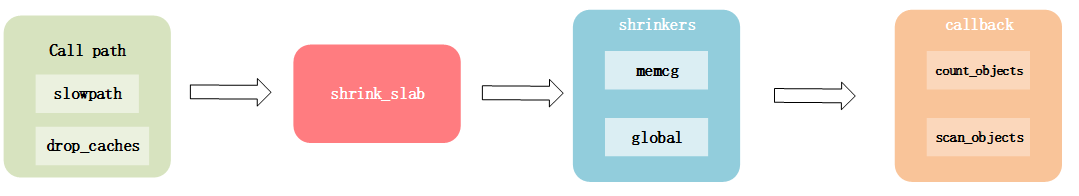 Call path
slowpath
drop_caches
shrink_slab
shrinkers
memcg
global
callback
count_objects
scan_objects